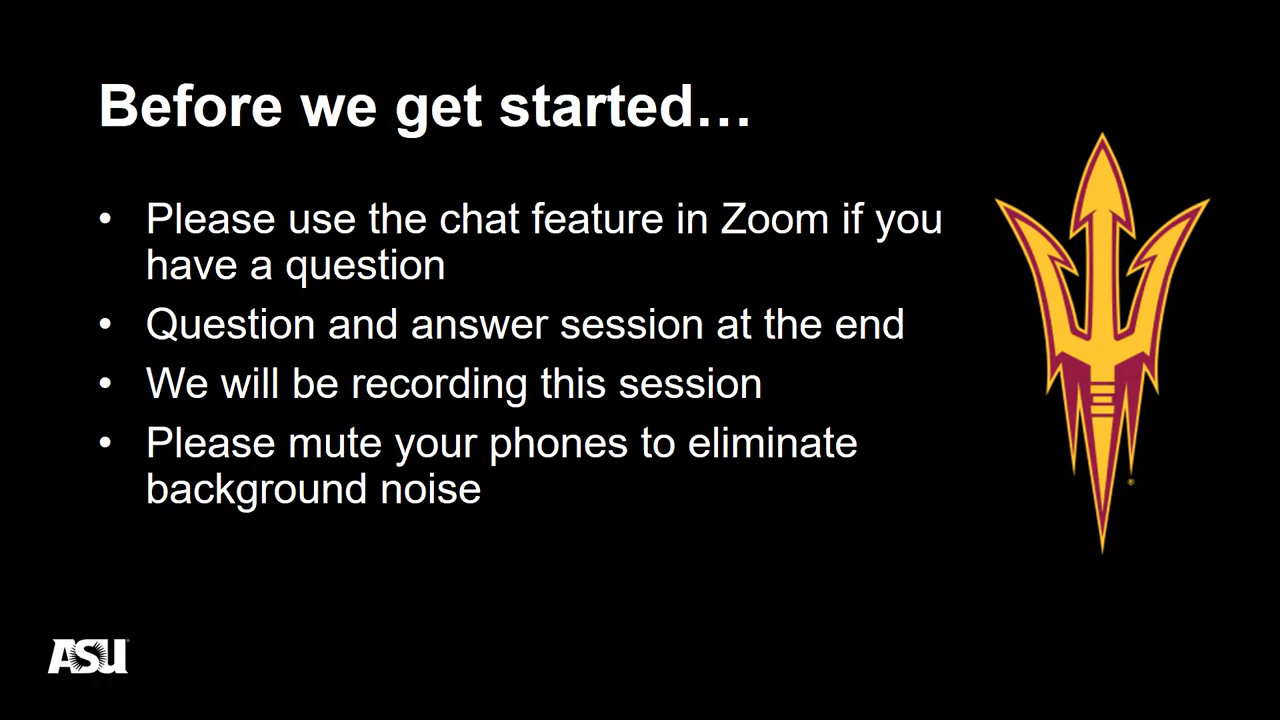 Before we get started…
• Please use the chat feature in Zoom if you
have a question
• Question and answer session at the end
• We will be recording this session
• Please mute your phones to eliminate
background noise
ASU